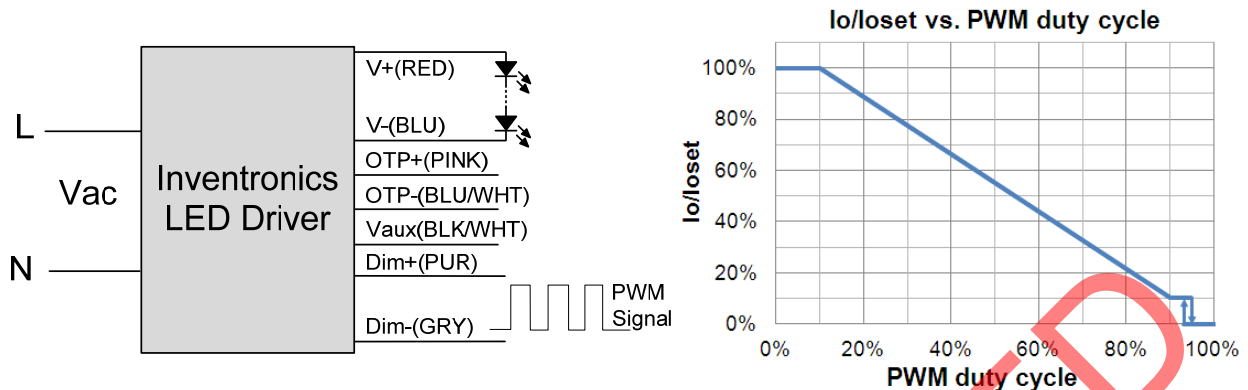 L
Vac
N
Inventronics
LED Driver
V+(RED)
V-(BLU)
OTP+(PINK)
OTP-(BLU/WHT)
Vaux(BLK/WHT)
Dim+(PUR)
Dim-(GRY)
PWM
Signal
Io/Ioset vs. PWM duty cycle
Io/Ioset
100%
80%
60%
40%
20%
0%
0%
20%
40%
60%
80%
100%
PWM duty cycle